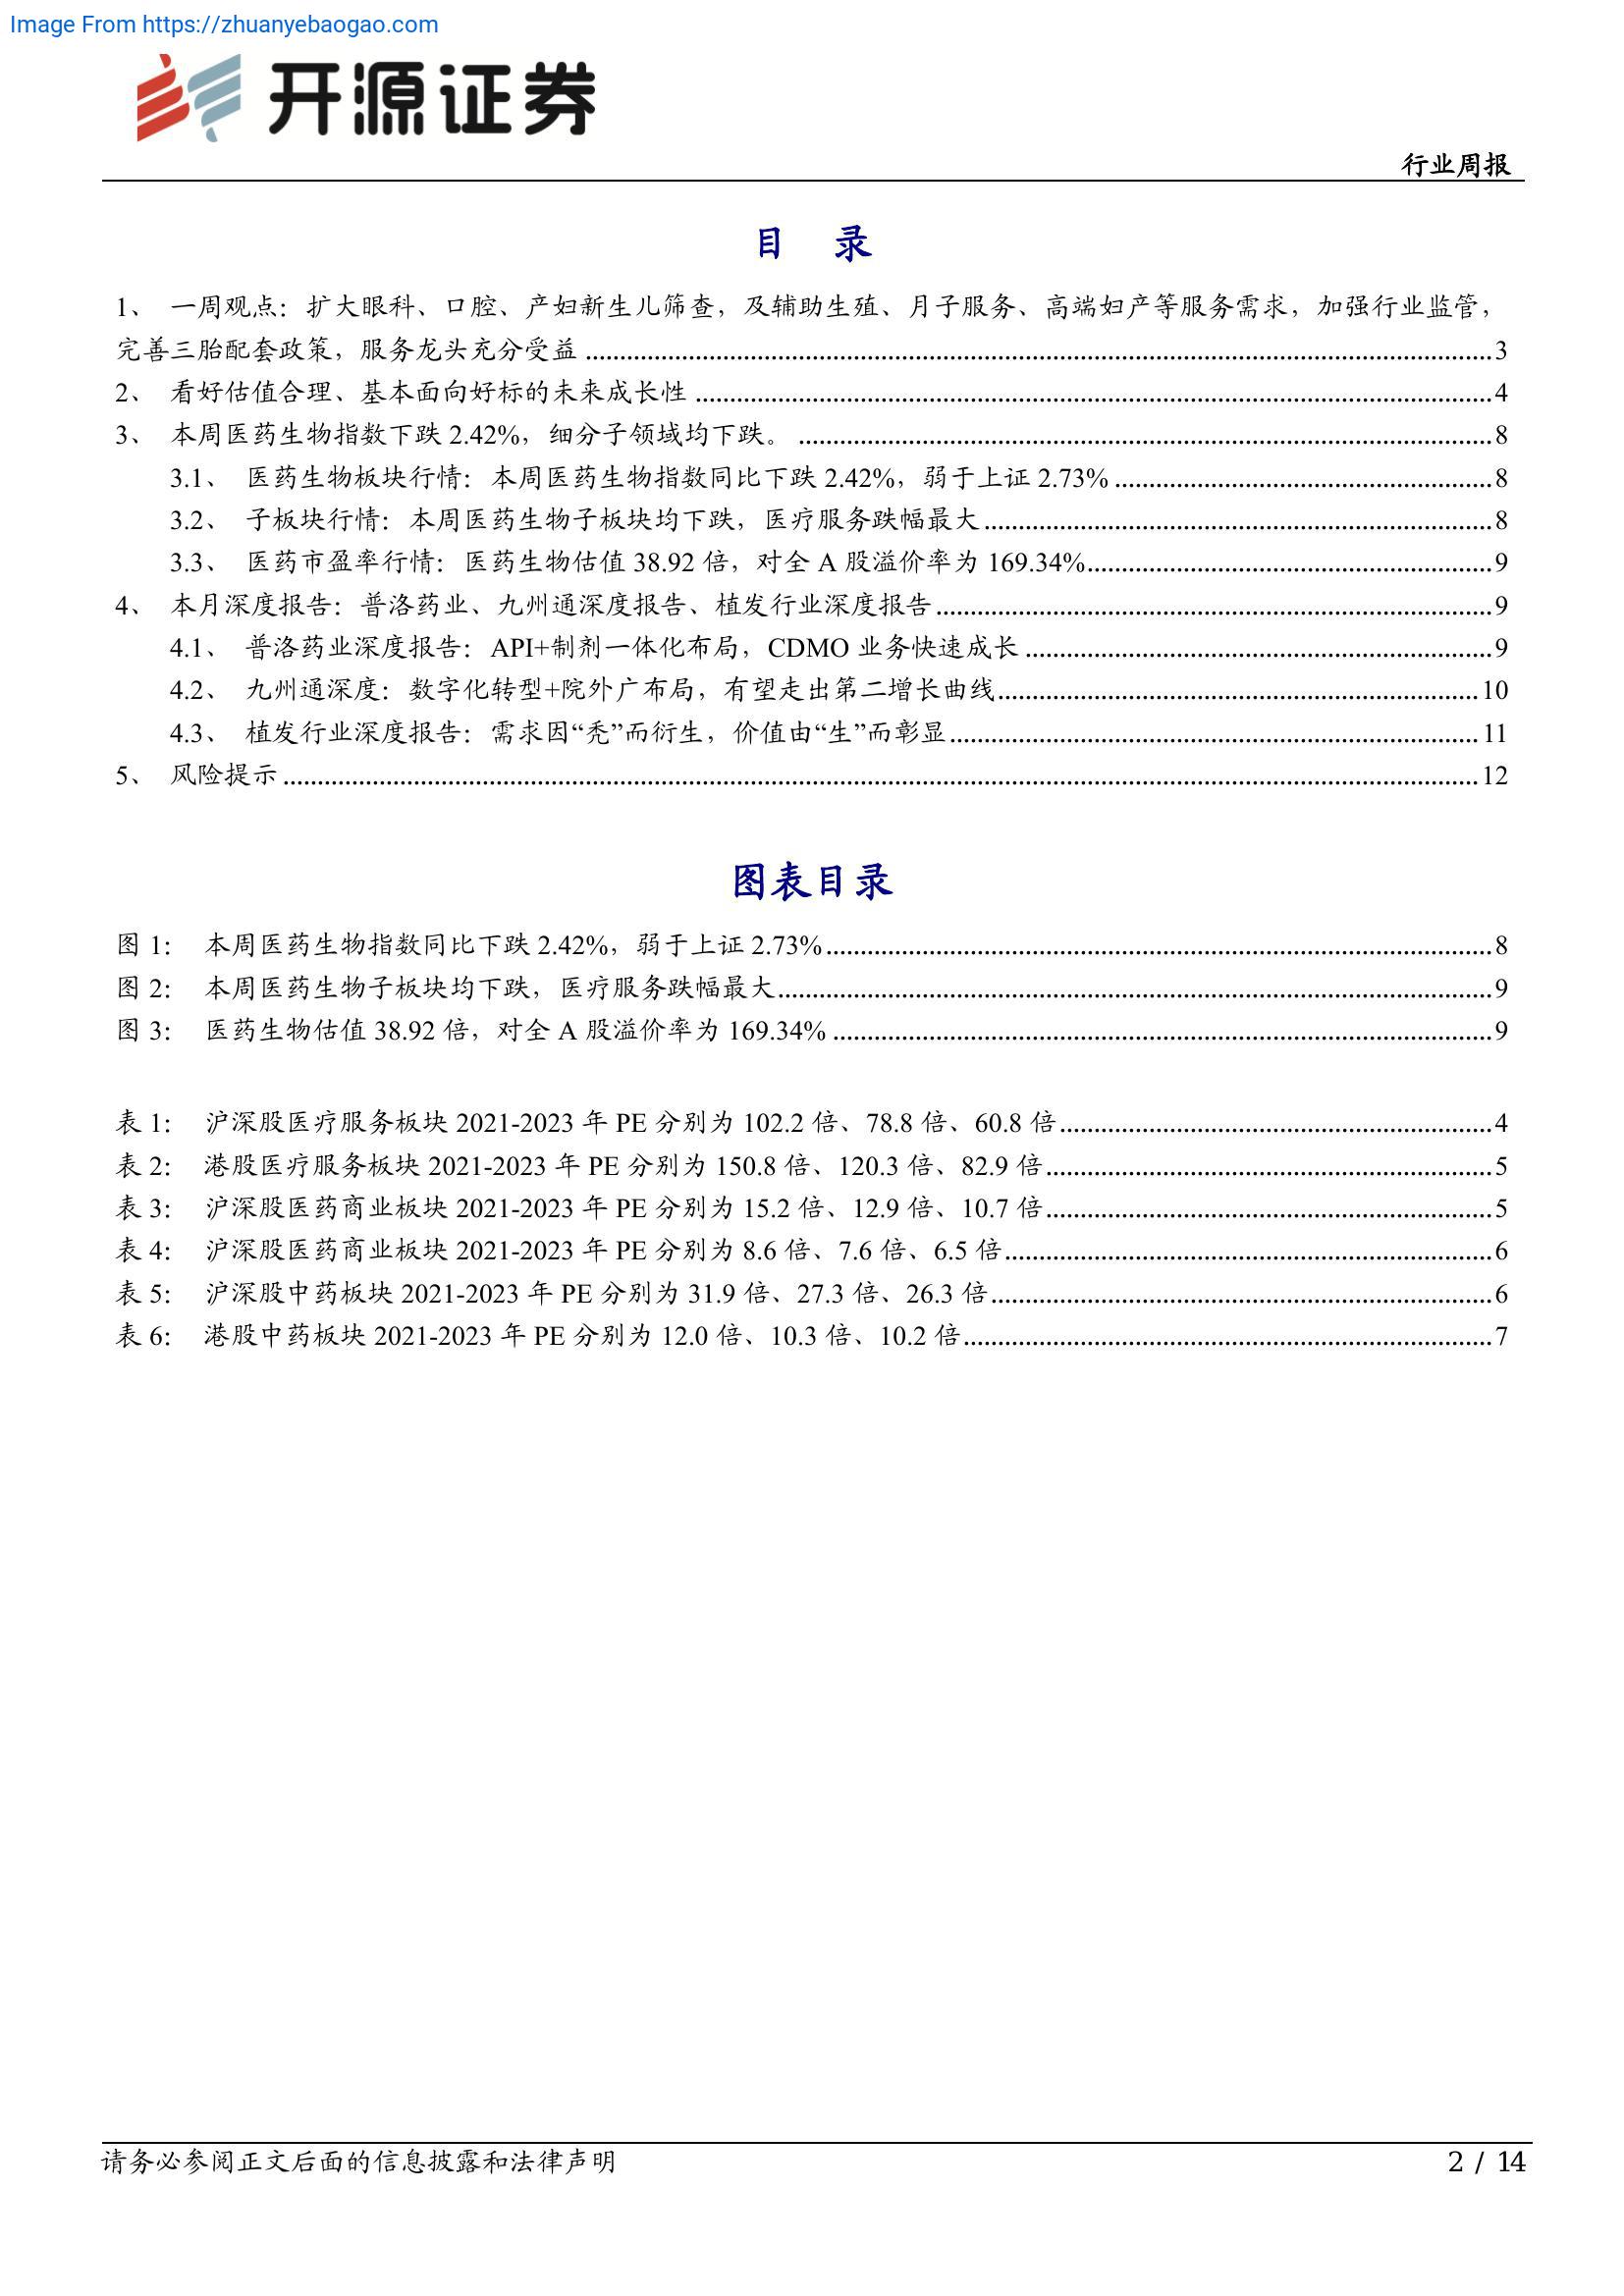 Image From https://zhuanyebaogao.com
开源证券
行业周报
目 录
1、 一周观点：扩大眼科、口腔、产妇新生儿筛查，及辅助生殖、月子服务、高端妇产等服务需求，加强行业监管，
完善三胎配套政策，服务龙头充分受益 3
2、 看好估值合理、基本面向好标的未来成长性 4
3、 本周医药生物指数下跌 2.42%，细分子领域均下跌。 8
3.1、 医药生物板块行情：本周医药生物指数同比下跌 2.42%，弱于上证 2.73% 8
3.2、 子板块行情：本周医药生物子板块均下跌，医疗服务跌幅最大 8
3.3、 医药市盈率行情：医药生物估值 38.92 倍，对全 A 股溢价率为 169.34% 9
4、 本月深度报告：普洛药业、九州通深度报告、植发行业深度报告 9
4.1、 普洛药业深度报告：API+制剂一体化布局，CDMO 业务快速成长 9
4.2、 九州通深度：数字化转型+院外广布局，有望走出第二增长曲线 10
4.3、 植发行业深度报告：需求因“秃”而衍生，价值由“生”而彰显 11
5、 风险提示 12
图表目录
图 1： 本周医药生物指数同比下跌 2.42%，弱于上证 2.73% 8
图 2： 本周医药生物子板块均下跌，医疗服务跌幅最大 9
图 3： 医药生物估值 38.92 倍，对全 A 股溢价率为 169.34% 9
表 1： 沪深股医疗服务板块 2021-2023 年 PE 分别为 102.2 倍、78.8 倍、60.8 倍 4
表 2： 港股医疗服务板块 2021-2023 年 PE 分别为 150.8 倍、120.3 倍、82.9 倍 5
表 3： 沪深股医药商业板块 2021-2023 年 PE 分别为 15.2 倍、12.9 倍、10.7 倍 5
表 4： 沪深股医药商业板块 2021-2023 年 PE 分别为 8.6 倍、7.6 倍、6.5 倍 6
表 5： 沪深股中药板块 2021-2023 年 PE 分别为 31.9 倍、27.3 倍、26.3 倍 6
表 6： 港股中药板块 2021-2023 年 PE 分别为 12.0 倍、10.3 倍、10.2 倍 7
请务必参阅正文后面的信息披露和法律声明
2 / 14